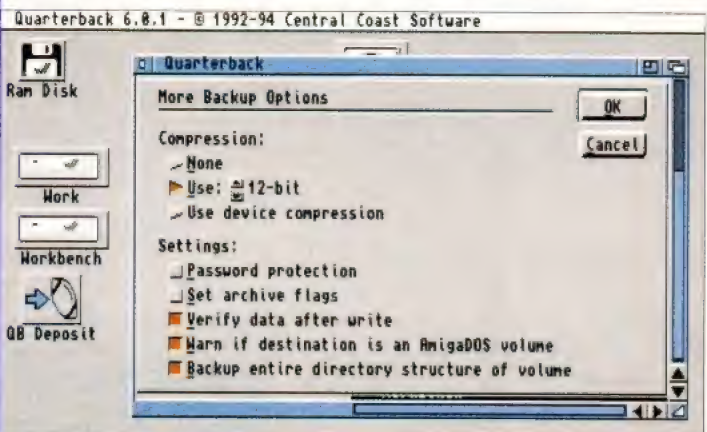 Quarterback 6.0.1 - © 1992-94 Central Coast Software
Ram Disk
Work
Workbench
QB Deposit
Quarterback
More Backup Options
OK
Cancel
Compression:
None
Use: 12-bit
Use device compression
Settings:
Password protection
Set archive flags
Verify data after write
Warn if destination is an AmigaDOS volume
Backup entire directory structure of volume